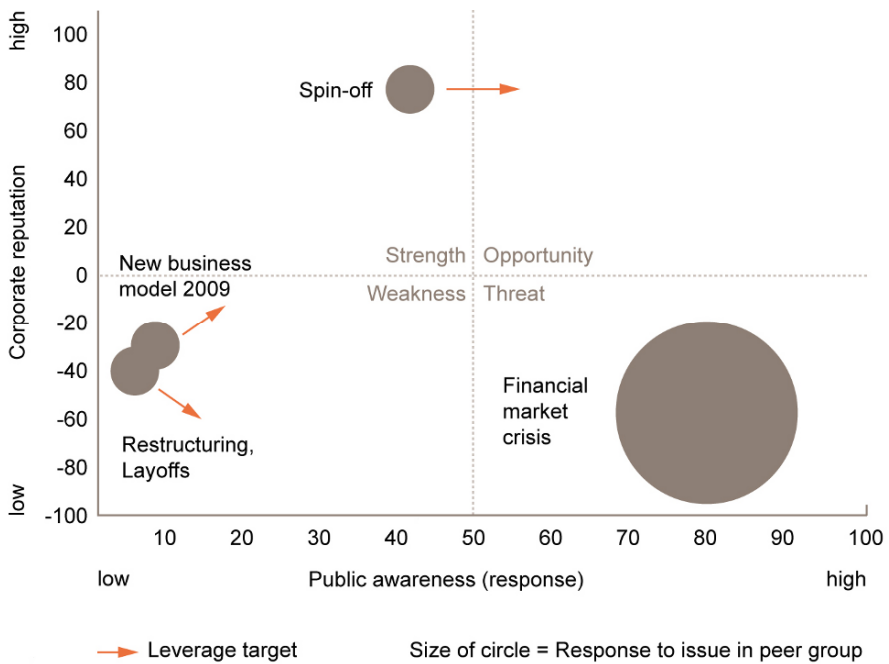 high
Corporate reputation
low
100
80
60
40
20
0
-20
-40
-60
-80
-100
Spin-off
Strength
Opportunity
Weakness
Threat
New business
model 2009
Restructuring,
Layoffs
Financial
market
crisis
10 20 30 40 50 60 70 80 90 100
low Public awareness (response) high
Leverage target
Size of circle = Response to issue in peer group